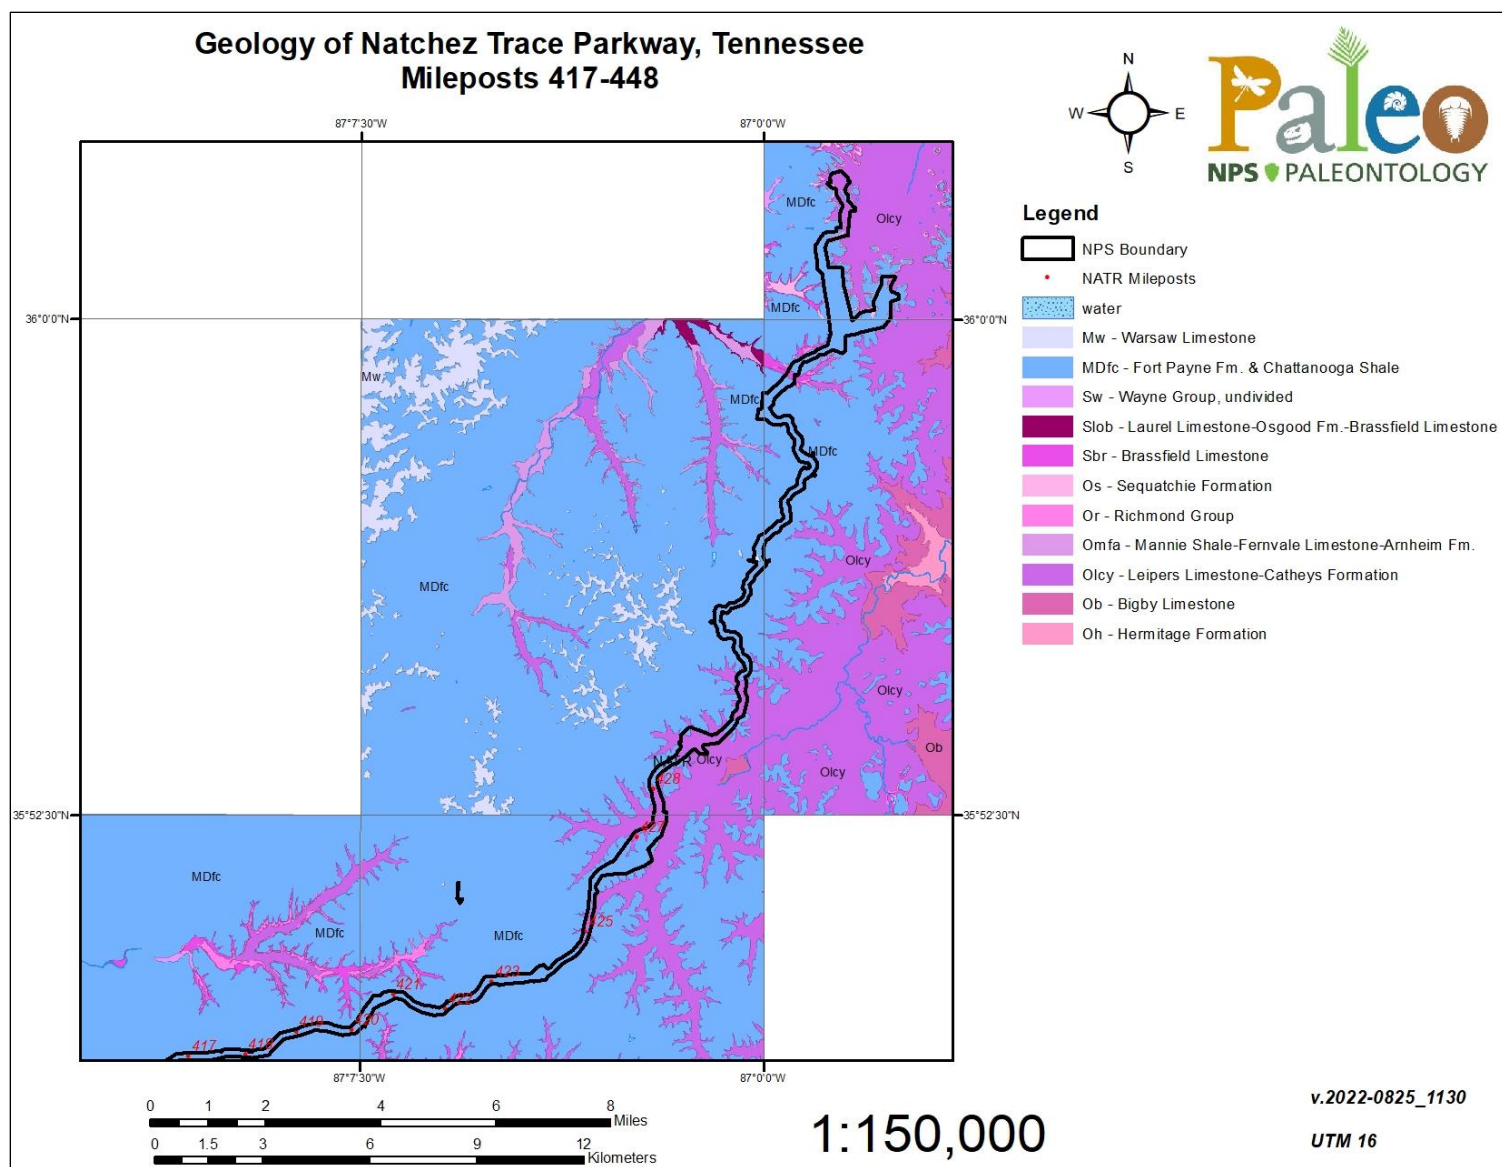 Geology of Natchez Trace Parkway, Tennessee
Mileposts 417-448
N
W E
S
Paleo
NPS PALEONTOLOGY
87°7'30"W 87°0'0"W
36°0'0"N 36°0'0"N
35°52'30"N 35°52'30"N
87°7'30"W 87°0'0"W
MDfc
Olcy
MDfc
Mw
MDfc
MDfc
Olcy
MDfc
Olcy
Ob
NATR Olcy
Olcy
428
427
MDfc
425
MDfc
MDfc
423
421
422
420
419
418
417
Legend
NPS Boundary
NATR Mileposts
water
Mw - Warsaw Limestone
MDfc - Fort Payne Fm. & Chattanooga Shale
Sw - Wayne Group, undivided
Slob - Laurel Limestone-Osgood Fm.-Brassfield Limestone
Sbr - Brassfield Limestone
Os - Sequatchie Formation
Or - Richmond Group
Omfa - Mannie Shale-Fernvale Limestone-Arnheim Fm.
Olcy - Leipers Limestone-Catheys Formation
Ob - Bigby Limestone
Oh - Hermitage Formation
0 1 2 4 6 8
Miles
0 1.5 3 6 9 12
Kilometers
1:150,000
v.2022-0825_1130
UTM 16